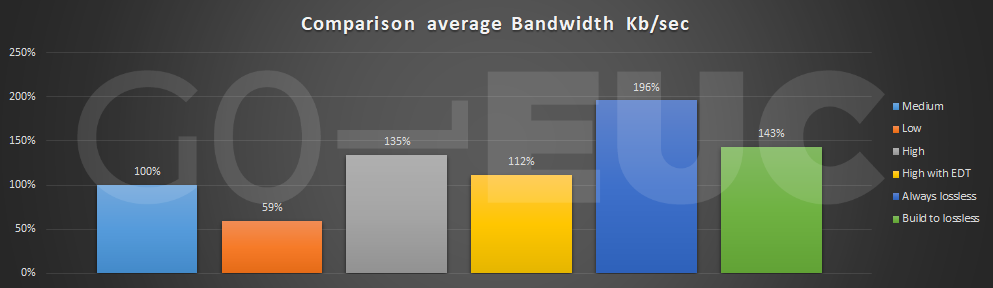 Comparison average Bandwidth Kb/sec
250%
200%
150%
100%
50%
0%
100%
59%
135%
112%
196%
143%
Medium
Low
High
High with EDT
Always lossless
Build to lossless
GO EUC